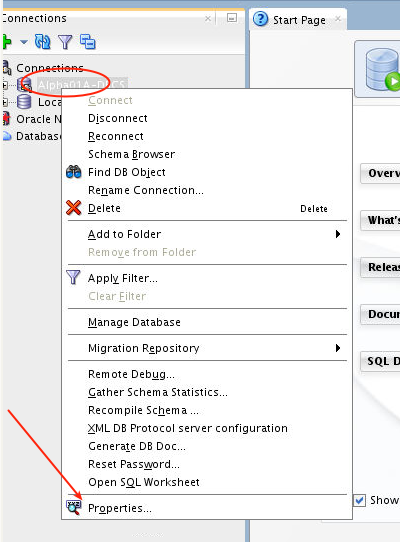 Connections
Start Page
Connections
Alpha01A-DBCS
Loca
Oracle N
Database
Connect
Disconnect
Reconnect
Schema Browser
Find DB Object
Rename Connection...
Delete Delete
Add to Folder
Remove from Folder
Apply Filter...
Clear Filter
Manage Database
Migration Repository
Remote Debug...
Gather Schema Statistics...
Recompile Schema ...
XML DB Protocol server configuration
Generate DB Doc...
Reset Password...
Open SQL Worksheet
Properties...
Overv
What's
Releas
Docum
SQL D
Show